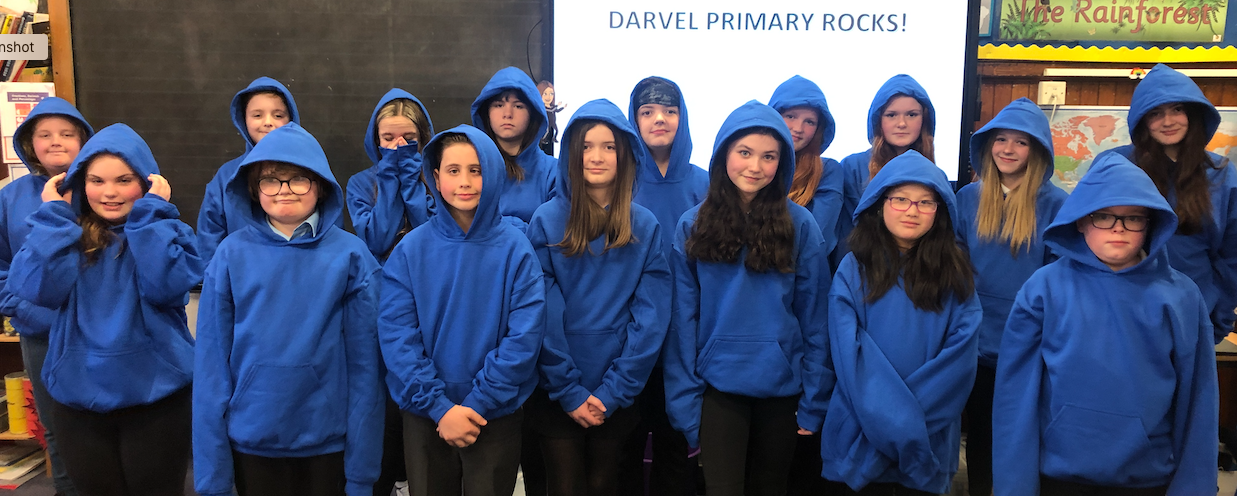 DARVEL PRIMARY ROCKS!
The Rainforest
nshot